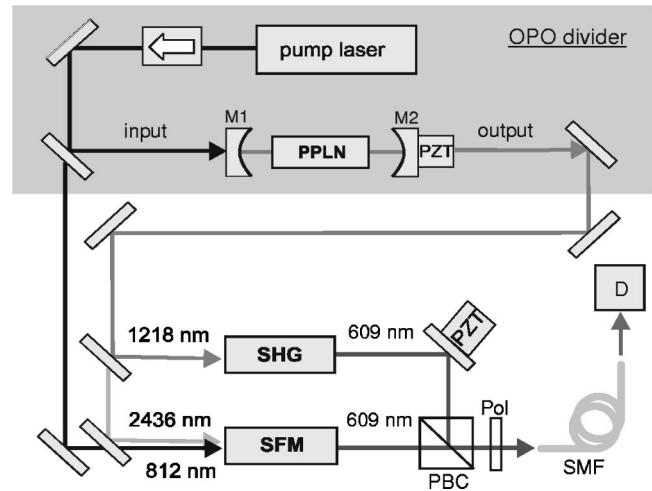 OPO divider
pump laser
M1
M2
input
PPLN
PZT
output
D
PZT
1218 nm
SHG
609 nm
2436 nm
812 nm
SFM
609 nm
Pol
PBC
SMF